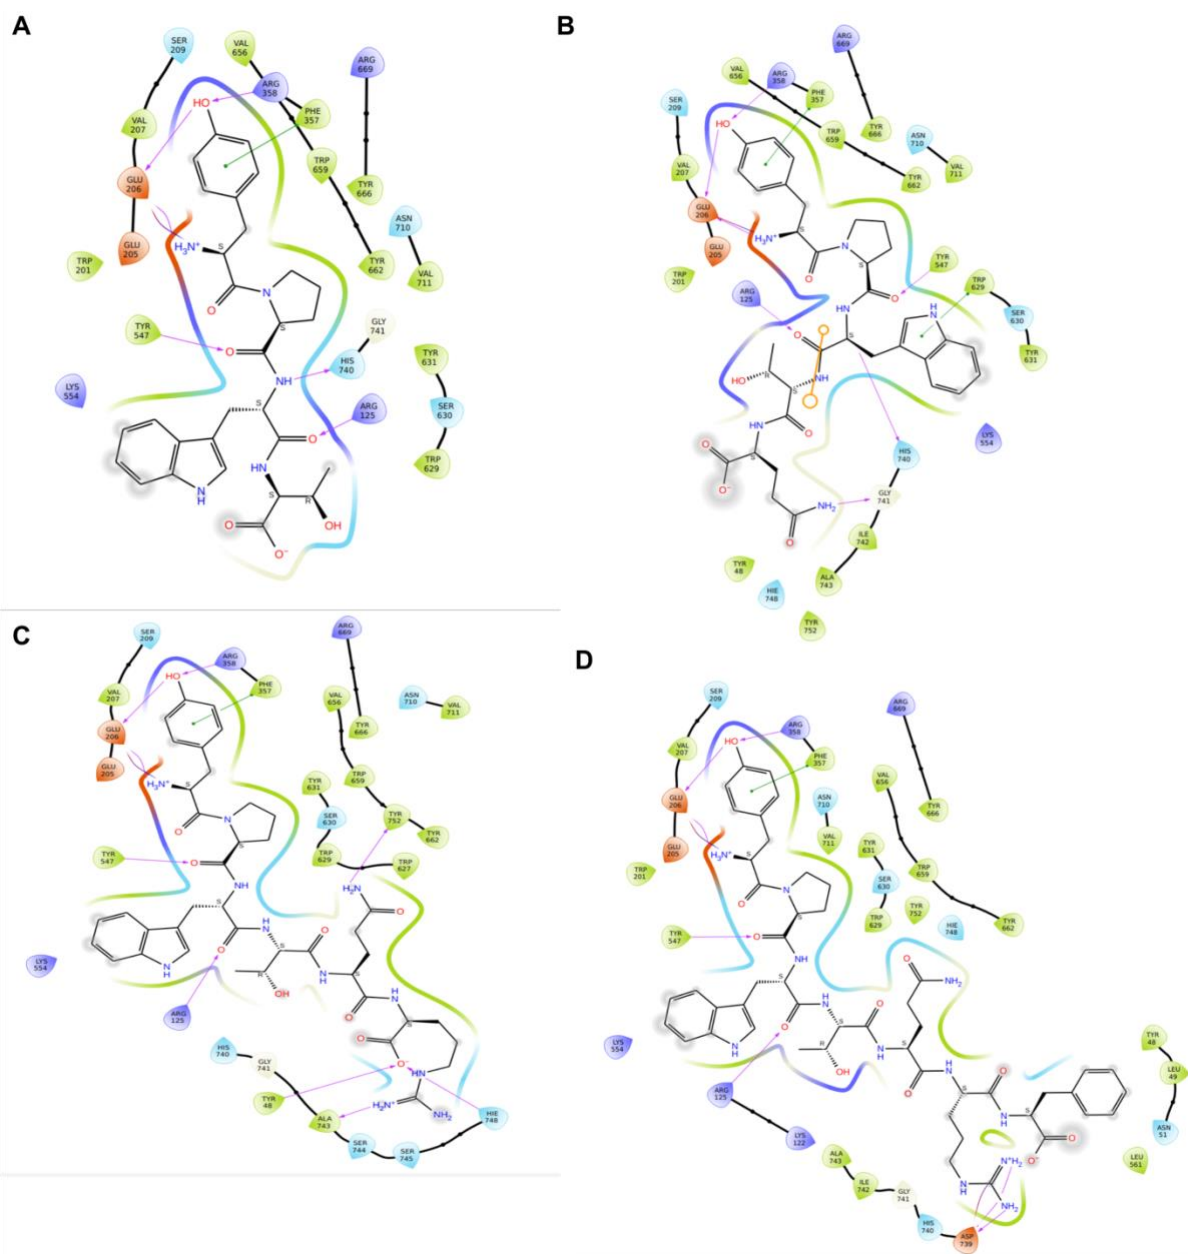 A
SER
209
VAL
656
ARG
669
ARG
358
HO
PHE
357
VAL
207
TRP
659
GLU
206
TYR
666
ASN
710
H₃N⁺
S
GLU
205
TRP
201
TYR
662
VAL
711
N
O
S
GLY
741
TYR
547
O
HIS
740
TYR
631
NH
LYS
554
S
ARG
125
SER
630
O
HN
TRP
629
S
R
N
H
O
OH
O⁻
B
ARG
669
VAL
656
ARG
358
PHE
357
SER
209
HO
TRP
659
TYR
666
ASN
710
VAL
207
VAL
711
TYR
662
GLU
206
H₃N⁺
S
GLU
205
N
TYR
547
TRP
201
O
S
TRP
629
ARG
125
O
HN
H
N
SER
630
O
S
TYR
631
HO
R
S
NH
HN
O
LYS
554
O
S
HIS
740
O⁻
NH₂
GLY
741
O
ILE
742
TYR
48
ALA
743
HIE
748
TYR
752
C
SER
209
ARG
669
ARG
358
HO
PHE
357
VAL
207
VAL
656
ASN
710
VAL
711
TYR
666
GLU
206
GLU
205
H₃N⁺
S
TYR
631
TRP
659
SER
630
TYR
752
O
N
TYR
662
S
TYR
547
O
TRP
629
TRP
627
NH
H₂N
S
O
H
N
S
O
LYS
554
N
H
O
R
N
H
S
H
N
OH
O
ARG
125
O
R
HIS
740
GLY
741
O⁻
HN
TYR
48
H₂N⁺
ALA
743
NH₂
HIE
748
SER
744
SER
745
D
SER
209
ARG
669
ARG
358
HO
VAL
207
PHE
357
VAL
656
GLU
206
ASN
710
TYR
666
VAL
711
GLU
205
H₃N⁺
S
TYR
631
TRP
201
SER
630
TRP
659
O
N
TYR
752
S
TRP
629
HIE
748
TYR
662
TYR
547
O
NH
O
NH₂
S
H
N
S
O
LYS
554
N
H
O
R
N
H
S
H
N
TYR
48
OH
O
S
O
LEU
49
ARG
125
N
H
S
ASN
51
O
LYS
122
O⁻
LEU
561
ALA
743
N⁺H₂
ILE
742
GLY
741
N
H
NH₂
HIS
740
ASP
739